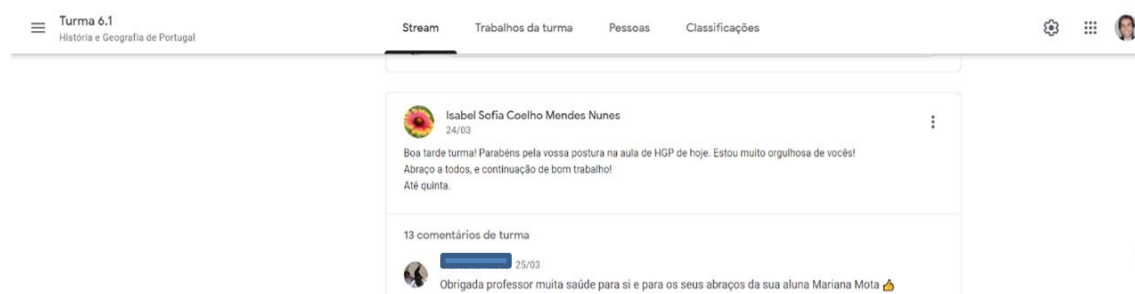 Turma 6.1
História e Geografia de Portugal
Stream
Trabalhos da turma
Pessoas
Classificações
Isabel Sofia Coelho Mendes Nunes
24/03
Boa tarde turma! Parabéns pela vossa postura na aula de HGP de hoje. Estou muito orgulhosa de vocês!
Abraço a todos, e continuação de bom trabalho!
Até quinta.
13 comentários de turma
25/03
Obrigada professor muita saúde para si e para os seus abraços da sua aluna Mariana Mota 👍